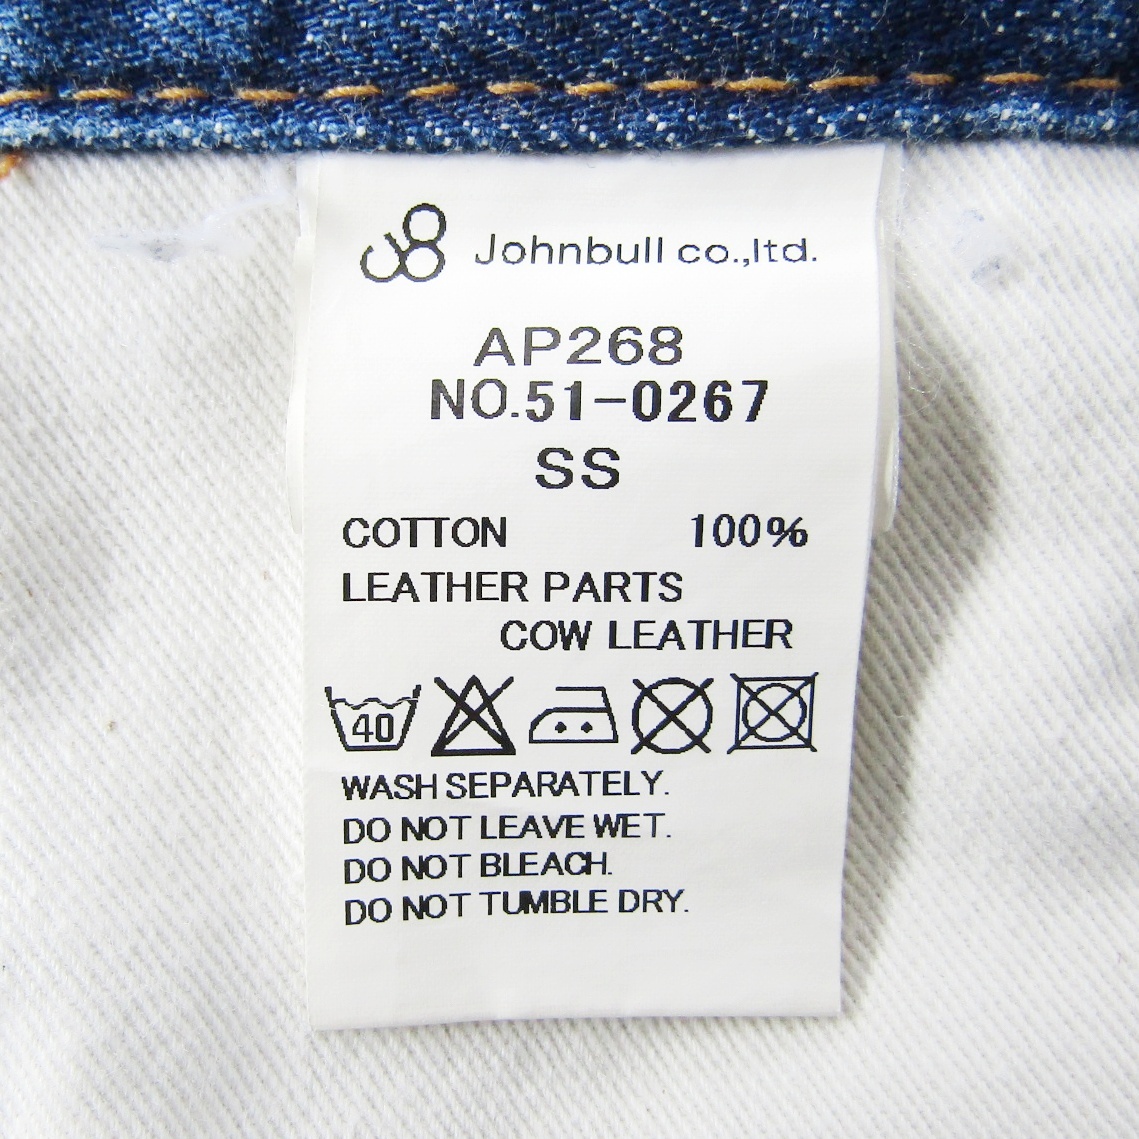 Johnbull co.,ltd.
AP268
NO.51-0267
SS
COTTON 100%
LEATHER PARTS
COW LEATHER
40
WASH SEPARATELY.
DO NOT LEAVE WET.
DO NOT BLEACH.
DO NOT TUMBLE DRY.